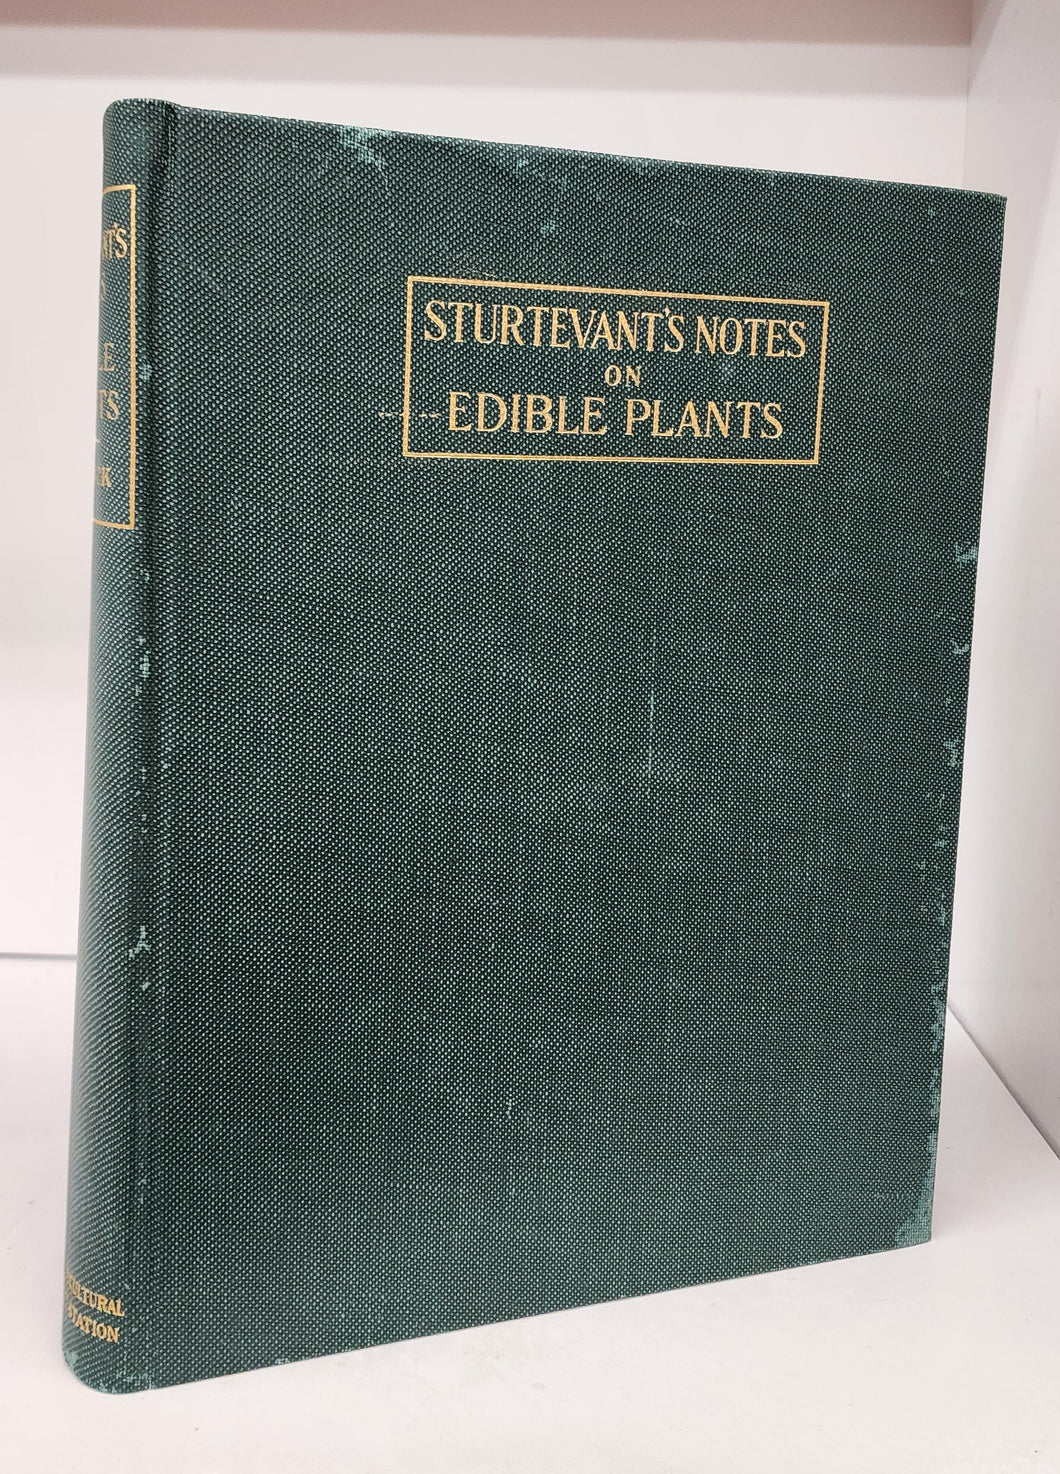 STURTEVANT'S NOTES
ON
EDIBLE PLANTS
STATION